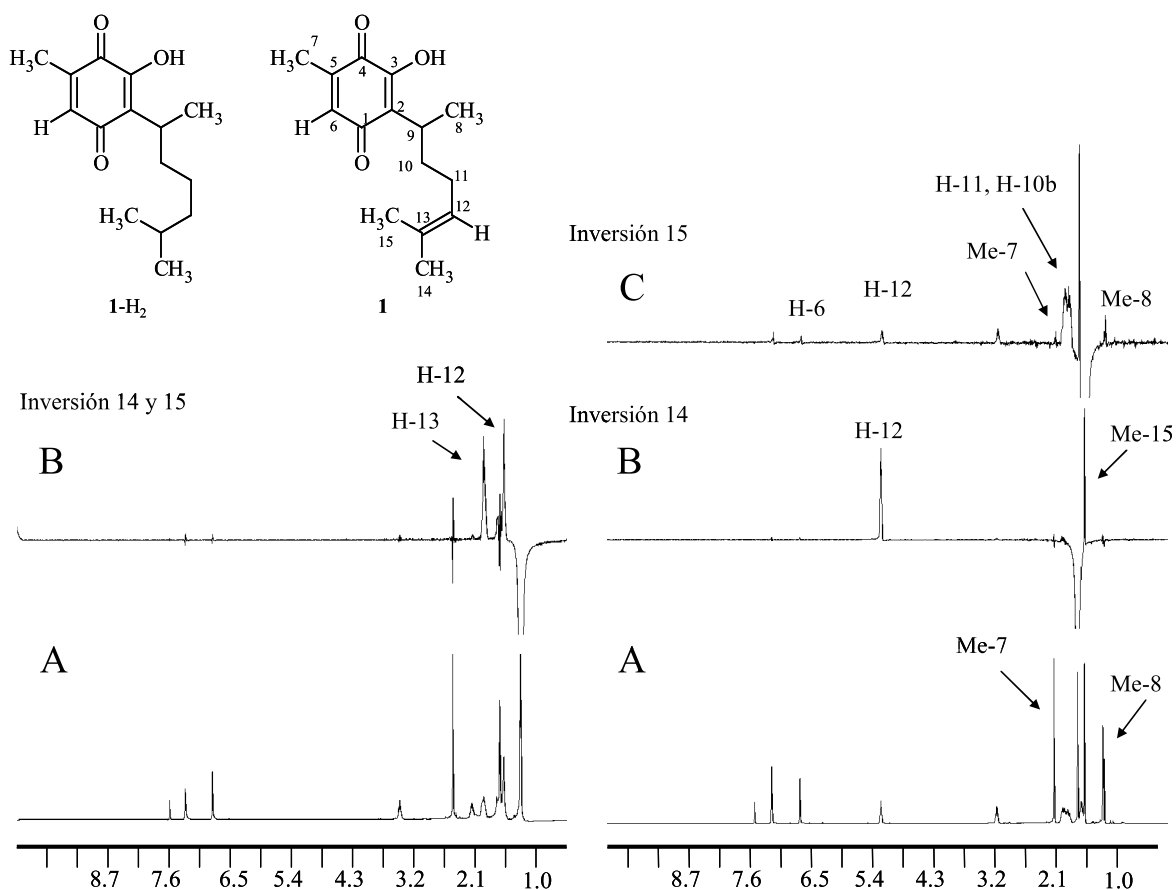 O
H₃C
OH
H
CH₃
O
H₃C
CH₃
1-H₂
O
7
H₃C
5
4
3
OH
6
1
2
H
9
8
CH₃
O
10
11
H₃C
13
12
15
H
CH₃
14
1
Inversión 15
C
H-11, H-10b
Me-7
H-6
H-12
Me-8
Inversión 14 y 15
B
H-13
H-12
Inversión 14
B
H-12
Me-15
A
8.7 7.6 6.5 5.4 4.3 3.2 2.1 1.0
A
Me-7
Me-8
8.7 7.6 6.5 5.4 4.3 3.2 2.1 1.0